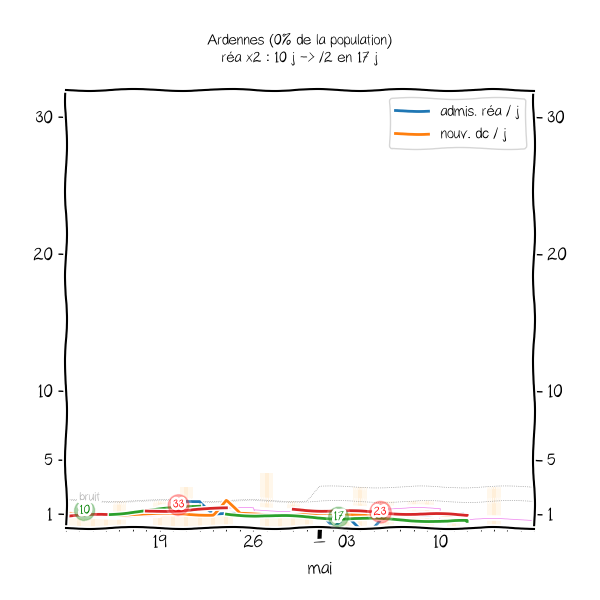 Ardennes (0% de la population)
réa x2 : 10 j -> /2 en 17 j
admis. réa / j
nouv. dc / j
30 30
20 20
10 10
5 5
1 1
bruit
10 33 17 23
19 26 1 03 10
mai